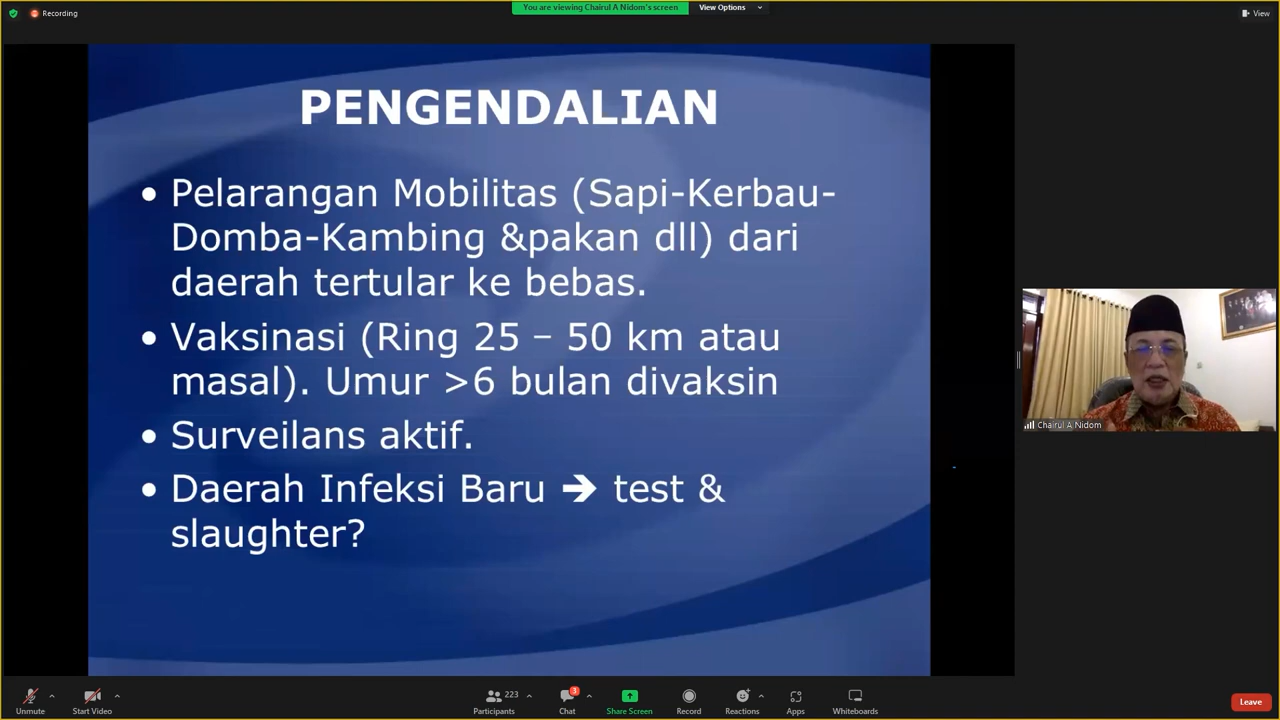 Recording
You are viewing Chairul A Nidom's screen
View Options
View
PENGENDALIAN
• Pelarangan Mobilitas (Sapi-Kerbau-
Domba-Kambing &pakan dll) dari
daerah tertular ke bebas.
• Vaksinasi (Ring 25 – 50 km atau
masal). Umur >6 bulan divaksin
• Surveilans aktif.
• Daerah Infeksi Baru ➔ test &
slaughter?
Chairul A Nidom
Unmute
Start Video
223
Participants
3
Chat
Share Screen
Record
Reactions
Apps
Whiteboards
Leave